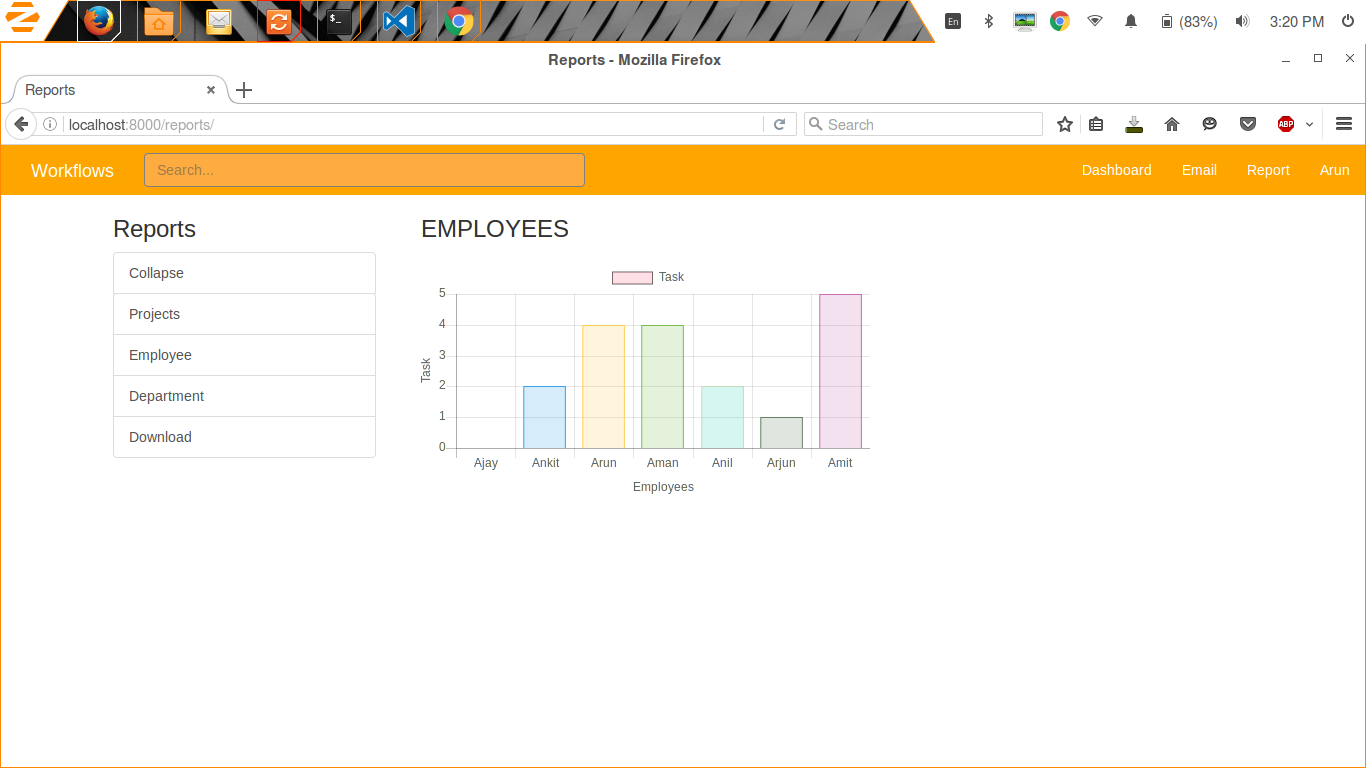 En (83%) 3:20 PM
$_
Reports - Mozilla Firefox
Reports
localhost:8000/reports/
Search
ABP
Workflows Search... Dashboard Email Report Arun
Reports
Collapse
Projects
Employee
Department
Download
EMPLOYEES
Task
5
4
3
2
1
0
Task
Ajay Ankit Arun Aman Anil Arjun Amit
Employees